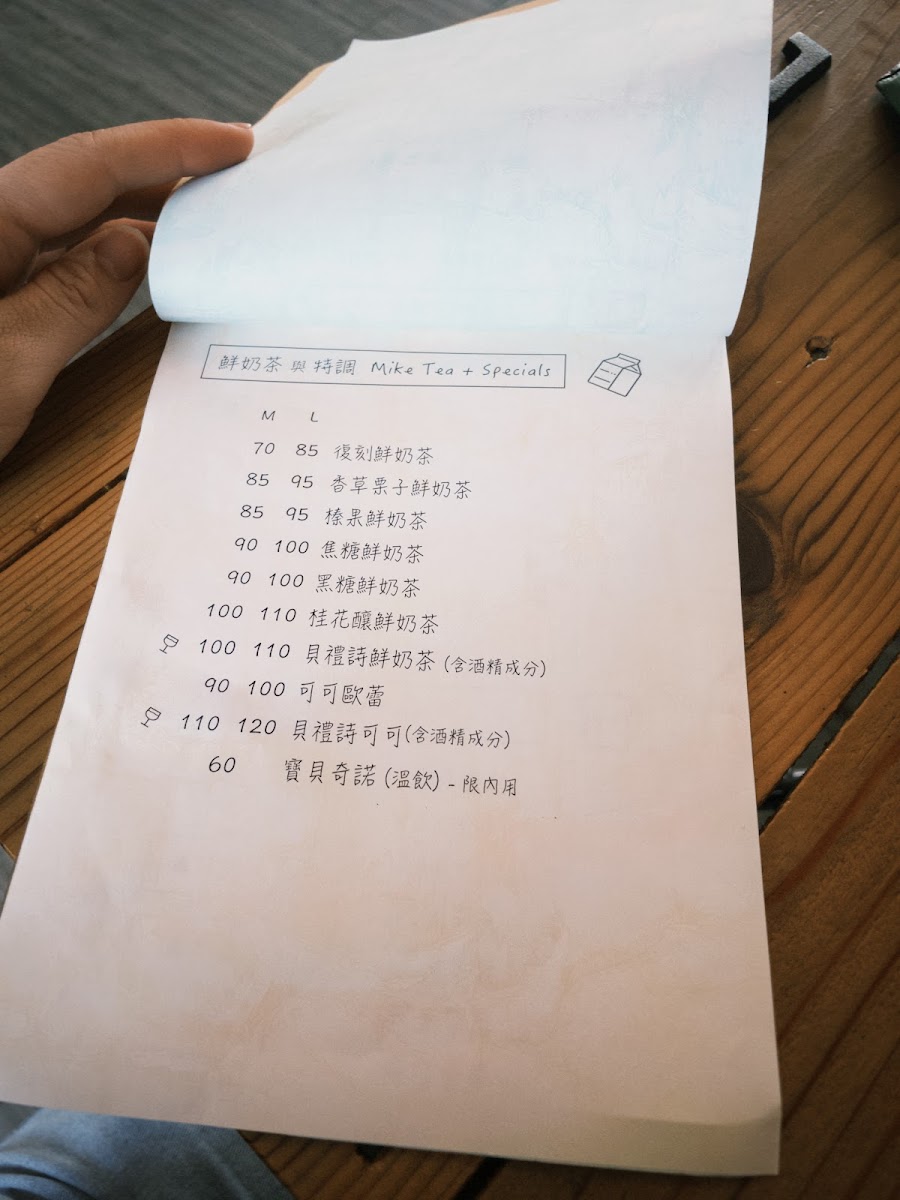 鮮奶茶 與 特調 Mike Tea + Specials
M L
70 85 復刻鮮奶茶
85 95 香草栗子鮮奶茶
85 95 榛果鮮奶茶
90 100 焦糖鮮奶茶
90 100 黑糖鮮奶茶
100 110 桂花釀鮮奶茶
100 110 貝禮詩鮮奶茶 (含酒精成分)
90 100 可可歐蕾
110 120 貝禮詩可可(含酒精成分)
60 寶貝奇諾 (溫飲) - 限內用